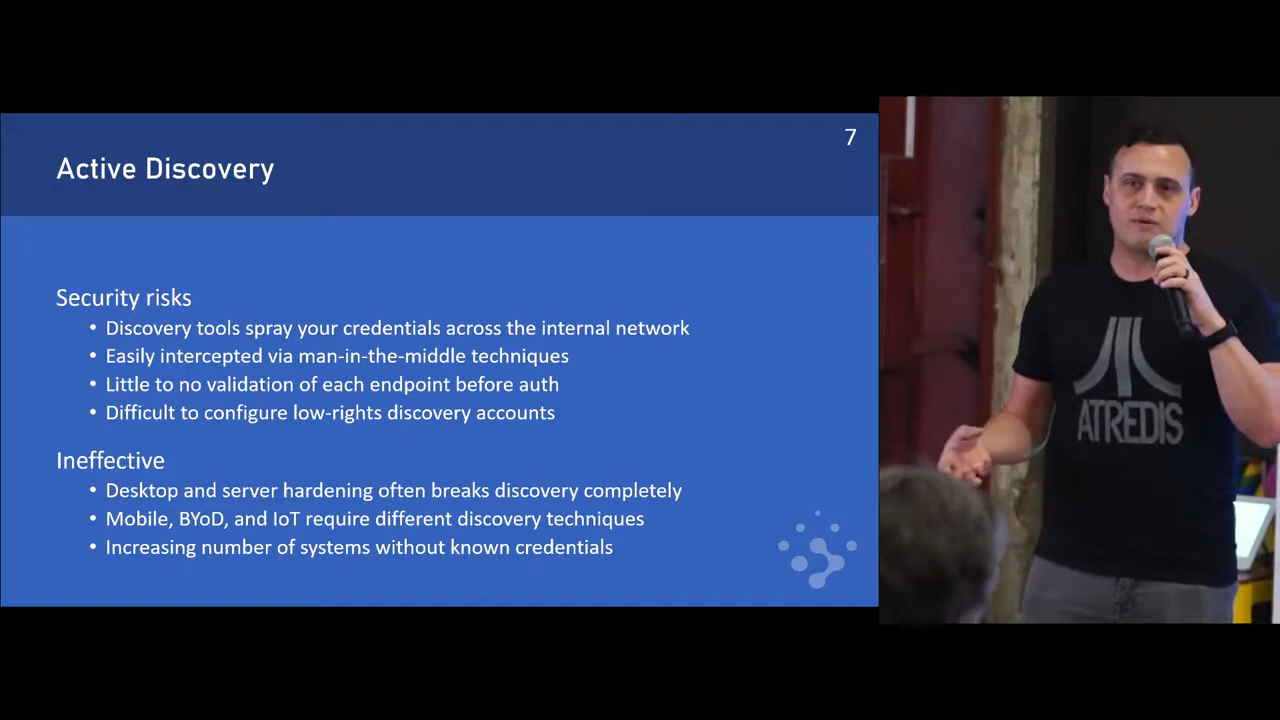 7
Active Discovery
Security risks
• Discovery tools spray your credentials across the internal network
• Easily intercepted via man-in-the-middle techniques
• Little to no validation of each endpoint before auth
• Difficult to configure low-rights discovery accounts
Ineffective
• Desktop and server hardening often breaks discovery completely
• Mobile, BYoD, and IoT require different discovery techniques
• Increasing number of systems without known credentials
ATREDIS